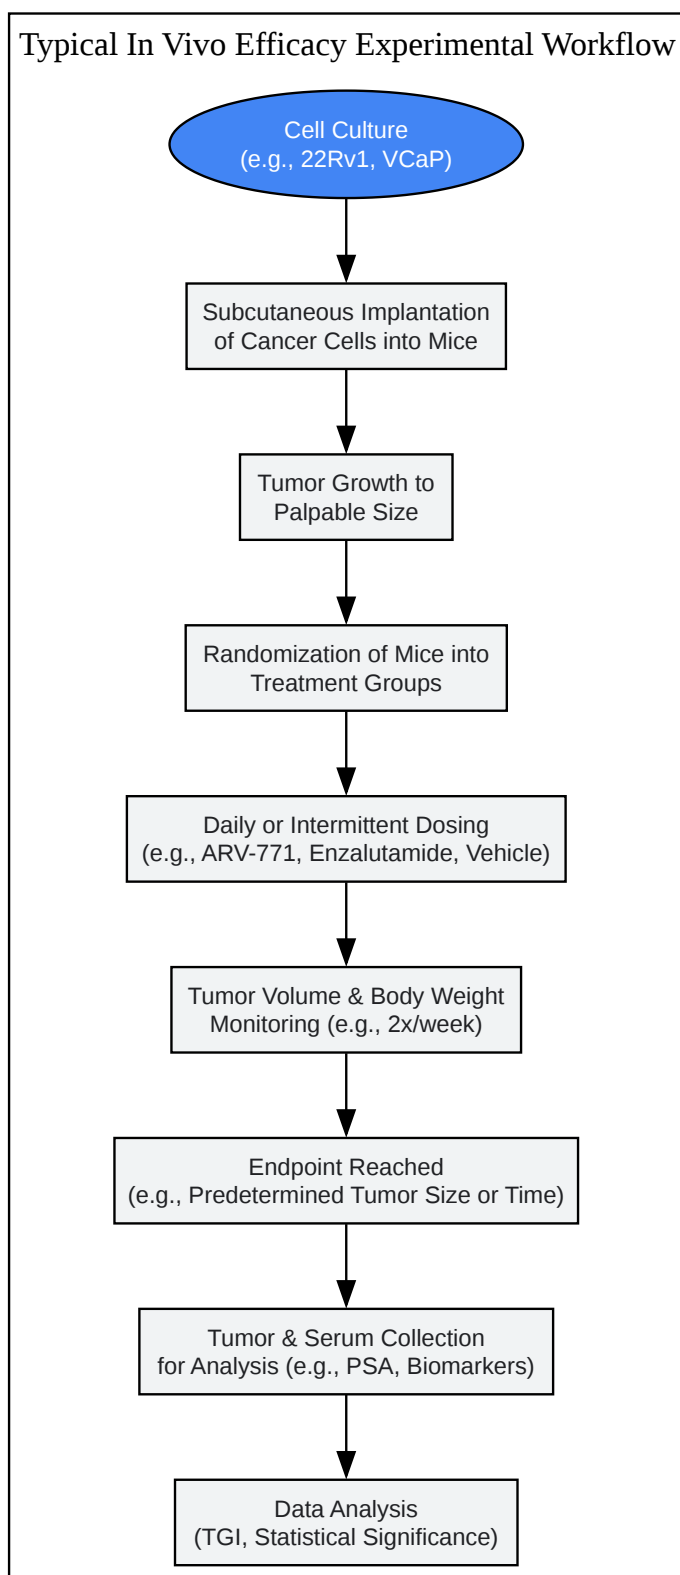 Typical In Vivo Efficacy Experimental Workflow
Cell Culture
(e.g., 22Rv1, VCaP)
Subcutaneous Implantation
of Cancer Cells into Mice
Tumor Growth to
Palpable Size
Randomization of Mice into
Treatment Groups
Daily or Intermittent Dosing
(e.g., ARV-771, Enzalutamide, Vehicle)
Tumor Volume & Body Weight
Monitoring (e.g., 2x/week)
Endpoint Reached
(e.g., Predetermined Tumor Size or Time)
Tumor & Serum Collection
for Analysis (e.g., PSA, Biomarkers)
Data Analysis
(TGI, Statistical Significance)